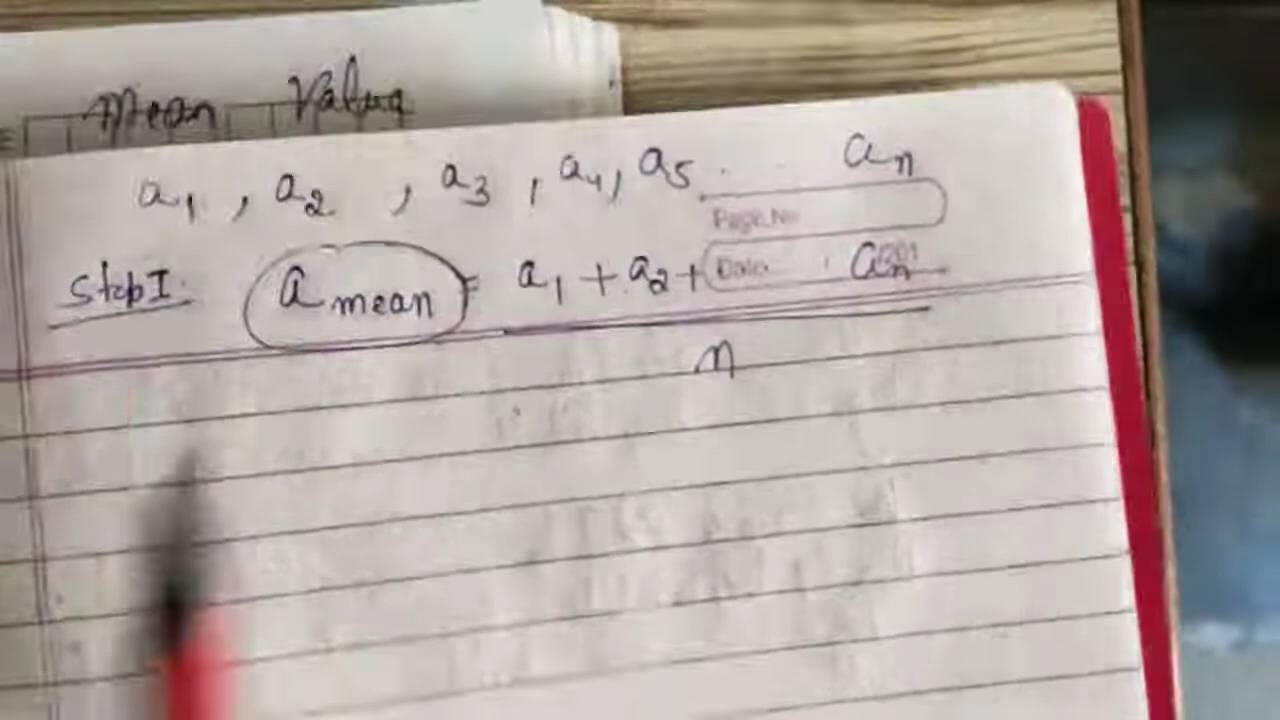 Mean Value
a1, a2, a3, a4, a5 . . an
Page No.
Step I. a mean = a1 + a2 + an
Date
n